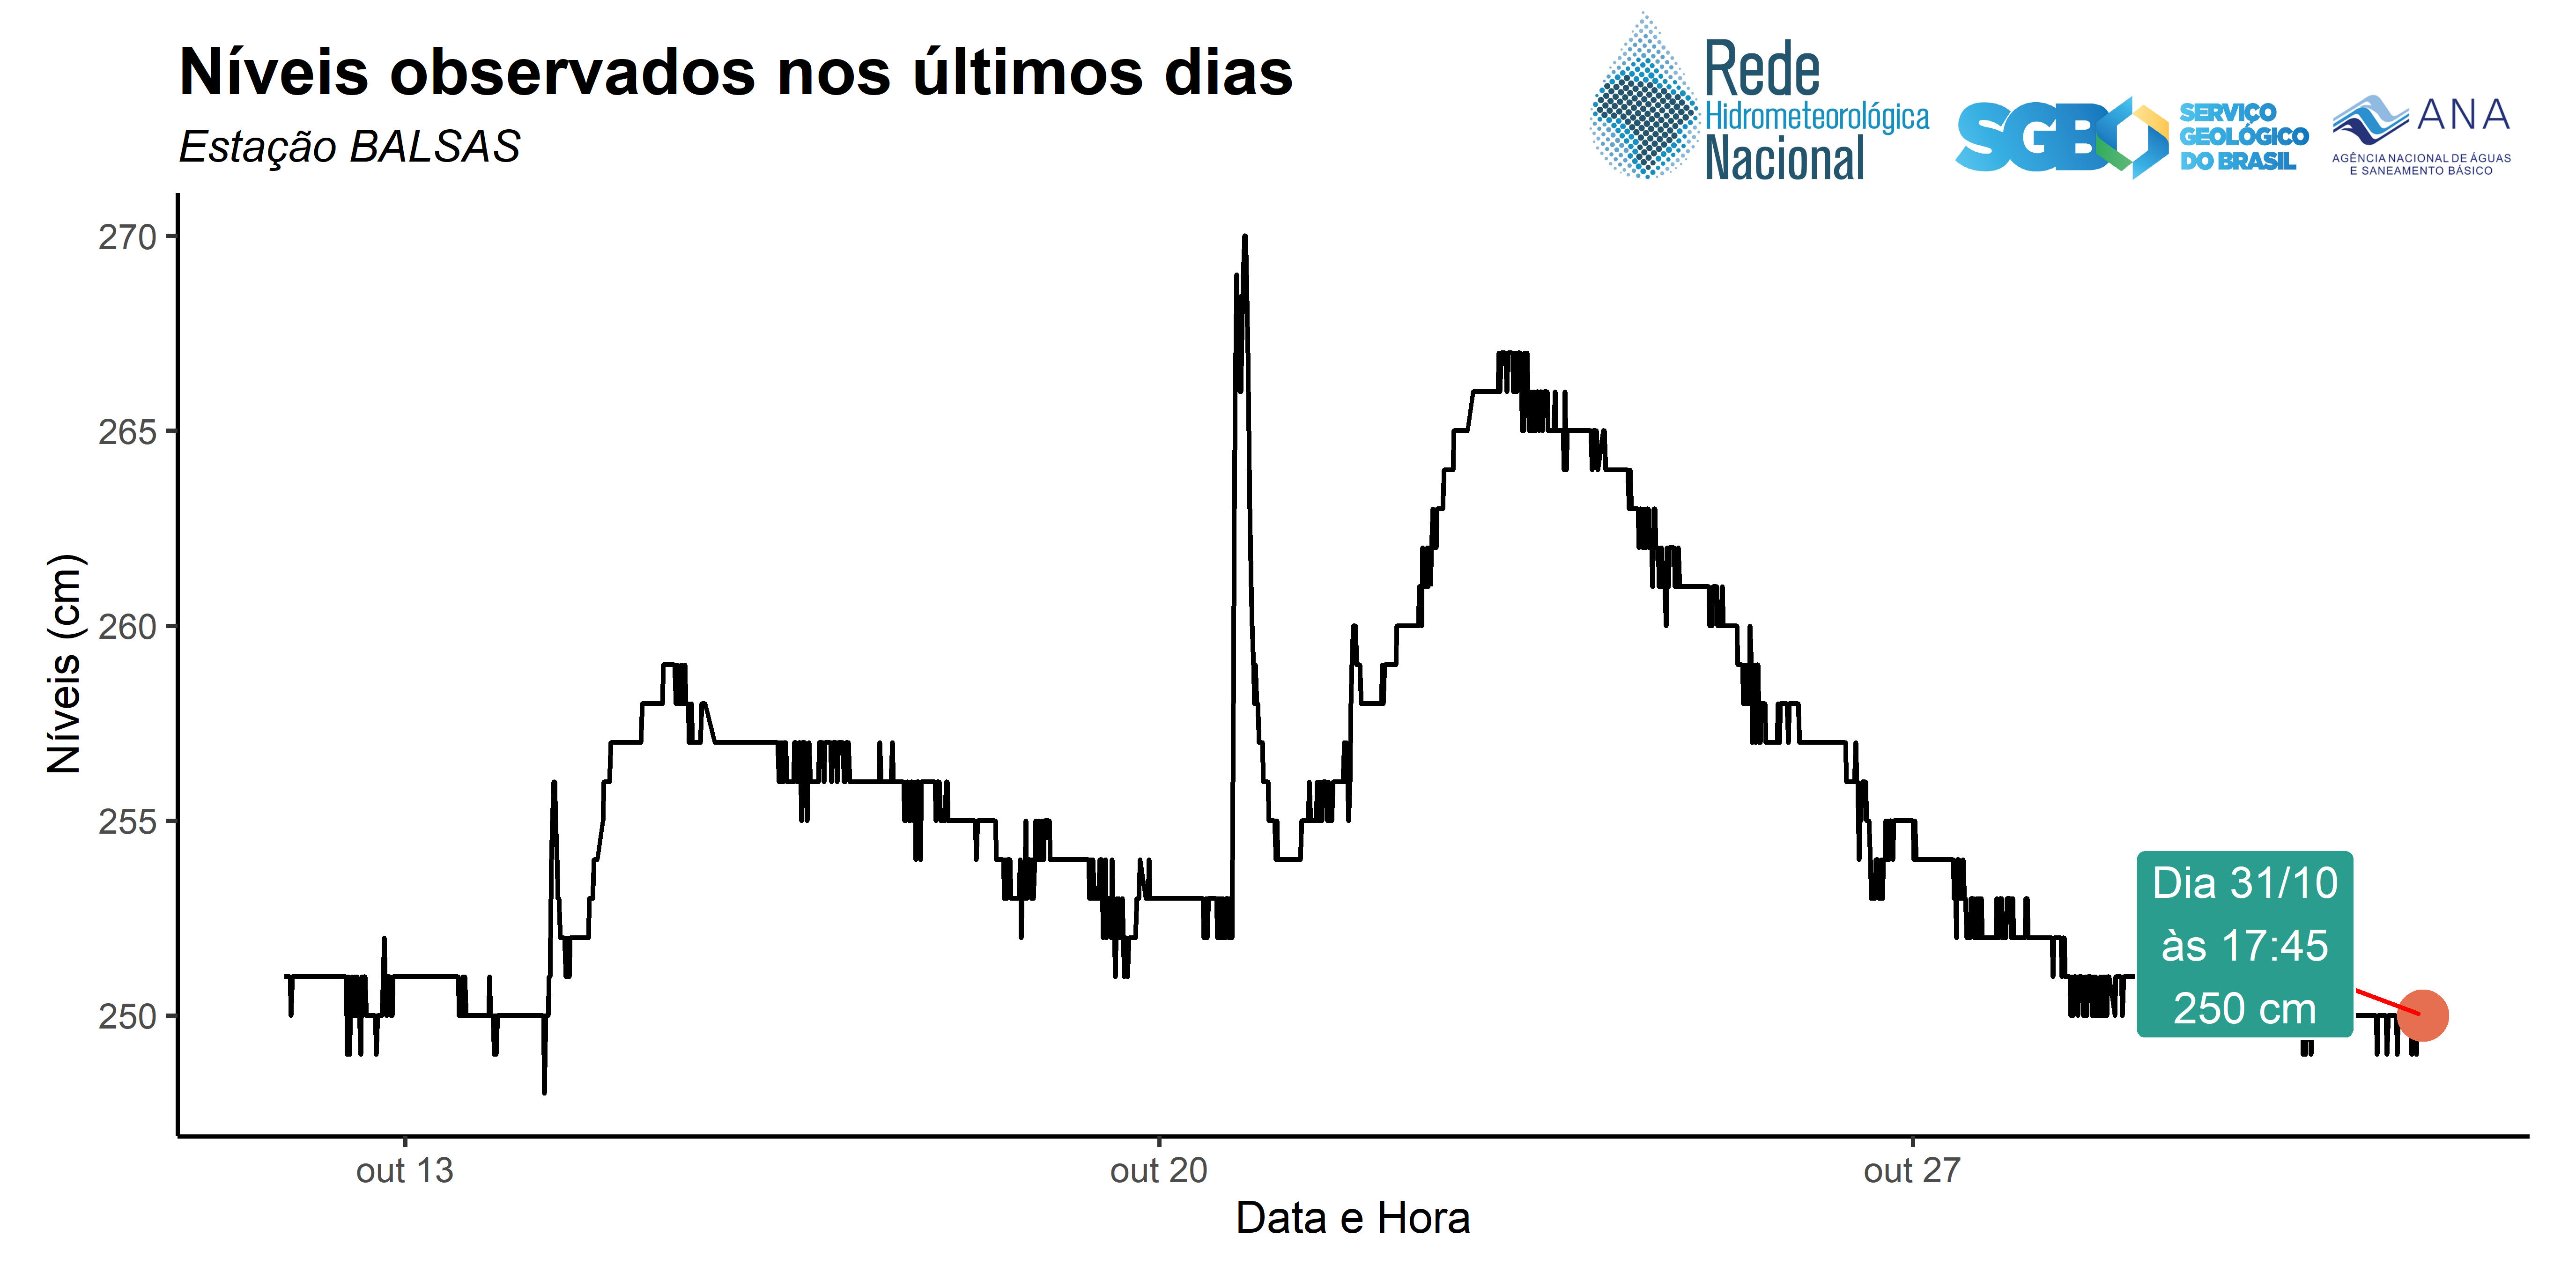 Níveis observados nos últimos dias
Estação BALSAS
Rede
Hidrometeorológica
Nacional
SGB
SERVIÇO
GEOLÓGICO
DO BRASIL
ANA
AGÊNCIA NACIONAL DE ÁGUAS
E SANEAMENTO BÁSICO
Níveis (cm)
270
265
260
255
250
Dia 31/10
às 17:45
250 cm
out 13
out 20
out 27
Data e Hora